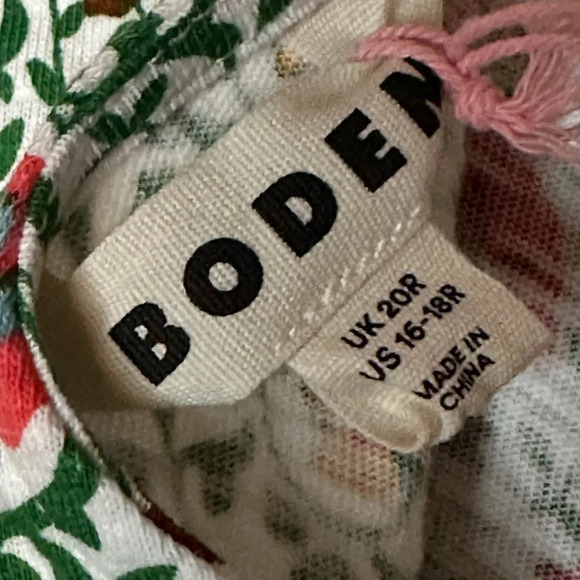 BODEN
UK 20R
US 16-18R
MADE IN
CHINA